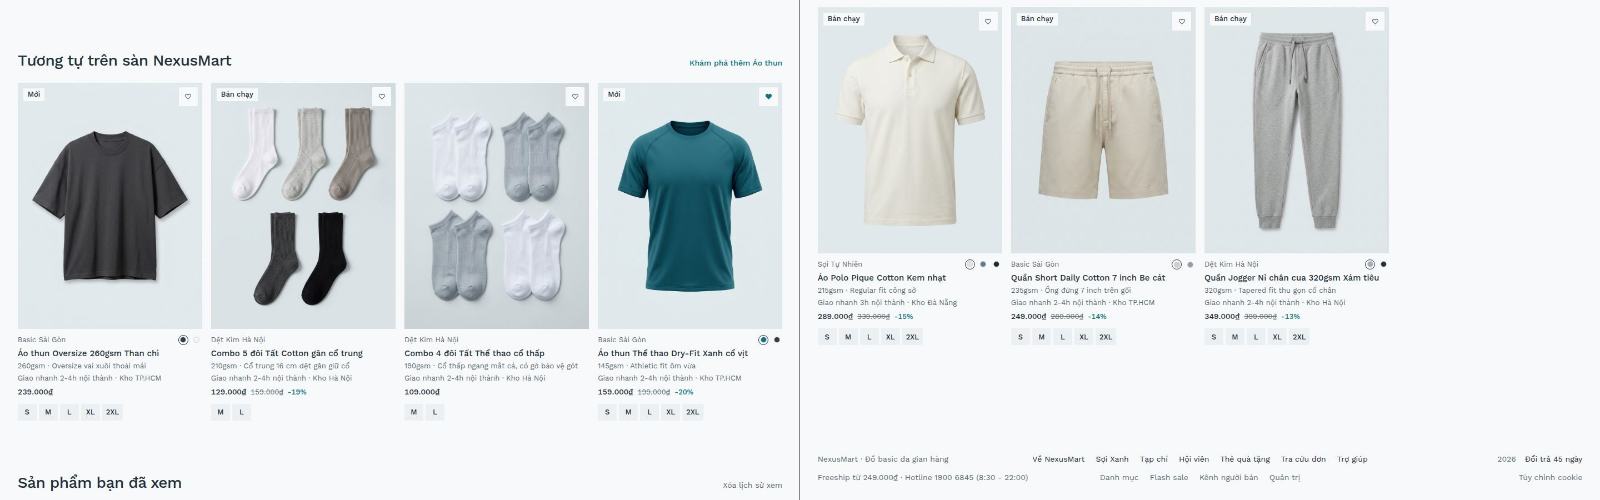 Tương tự trên sàn NexusMart
Khám phá thêm Áo thun
Mới
Bán chạy
Mới
Basic Sài Gòn
Áo thun Oversize 260gsm Than chì
260gsm · Oversize vai xuôi thoải mái
Giao nhanh 2-4h nội thành · Kho TP.HCM
239.000₫
S M L XL 2XL
Dệt Kim Hà Nội
Combo 5 đôi Tất Cotton gân cổ trung
210gsm · Cổ trung 16 cm dệt gân giữ cổ
Giao nhanh 2-4h nội thành · Kho Hà Nội
129.000₫ 159.000₫ -19%
M L
Dệt Kim Hà Nội
Combo 4 đôi Tất Thể thao cổ thấp
190gsm · Cổ thấp ngang mắt cá, có gờ bảo vệ gót
Giao nhanh 2-4h nội thành · Kho Hà Nội
109.000₫
M L
Basic Sài Gòn
Áo thun Thể thao Dry-Fit Xanh cổ vịt
145gsm · Athletic fit ôm vừa
Giao nhanh 2-4h nội thành · Kho TP.HCM
159.000₫ 199.000₫ -20%
S M L XL 2XL
Sản phẩm bạn đã xem
Xóa lịch sử xem
Bán chạy
Bán chạy
Bán chạy
Sợi Tự Nhiên
Áo Polo Pique Cotton Kem nhạt
215gsm · Regular fit công sở
Giao nhanh 3h nội thành · Kho Đà Nẵng
289.000₫ 339.000₫ -15%
S M L XL 2XL
Basic Sài Gòn
Quần Short Daily Cotton 7 inch Be cát
235gsm · Ống đứng 7 inch trên gối
Giao nhanh 2-4h nội thành · Kho TP.HCM
249.000₫ 289.000₫ -14%
S M L XL 2XL
Dệt Kim Hà Nội
Quần Jogger Nỉ chân cua 320gsm Xám tiêu
320gsm · Tapered fit thu gọn cổ chân
Giao nhanh 2-4h nội thành · Kho Hà Nội
349.000₫ 399.000₫ -13%
S M L XL 2XL
NexusMart · Đồ basic đa gian hàng
Về NexusMart Sợi Xanh Tạp chí Hội viên Thẻ quà tặng Tra cứu đơn Trợ giúp
2026 Đổi trả 45 ngày
Freeship từ 249.000₫ · Hotline 1900 6845 (8:30 - 22:00)
Danh mục Flash sale Kênh người bán Quản trị
Tùy chỉnh cookie